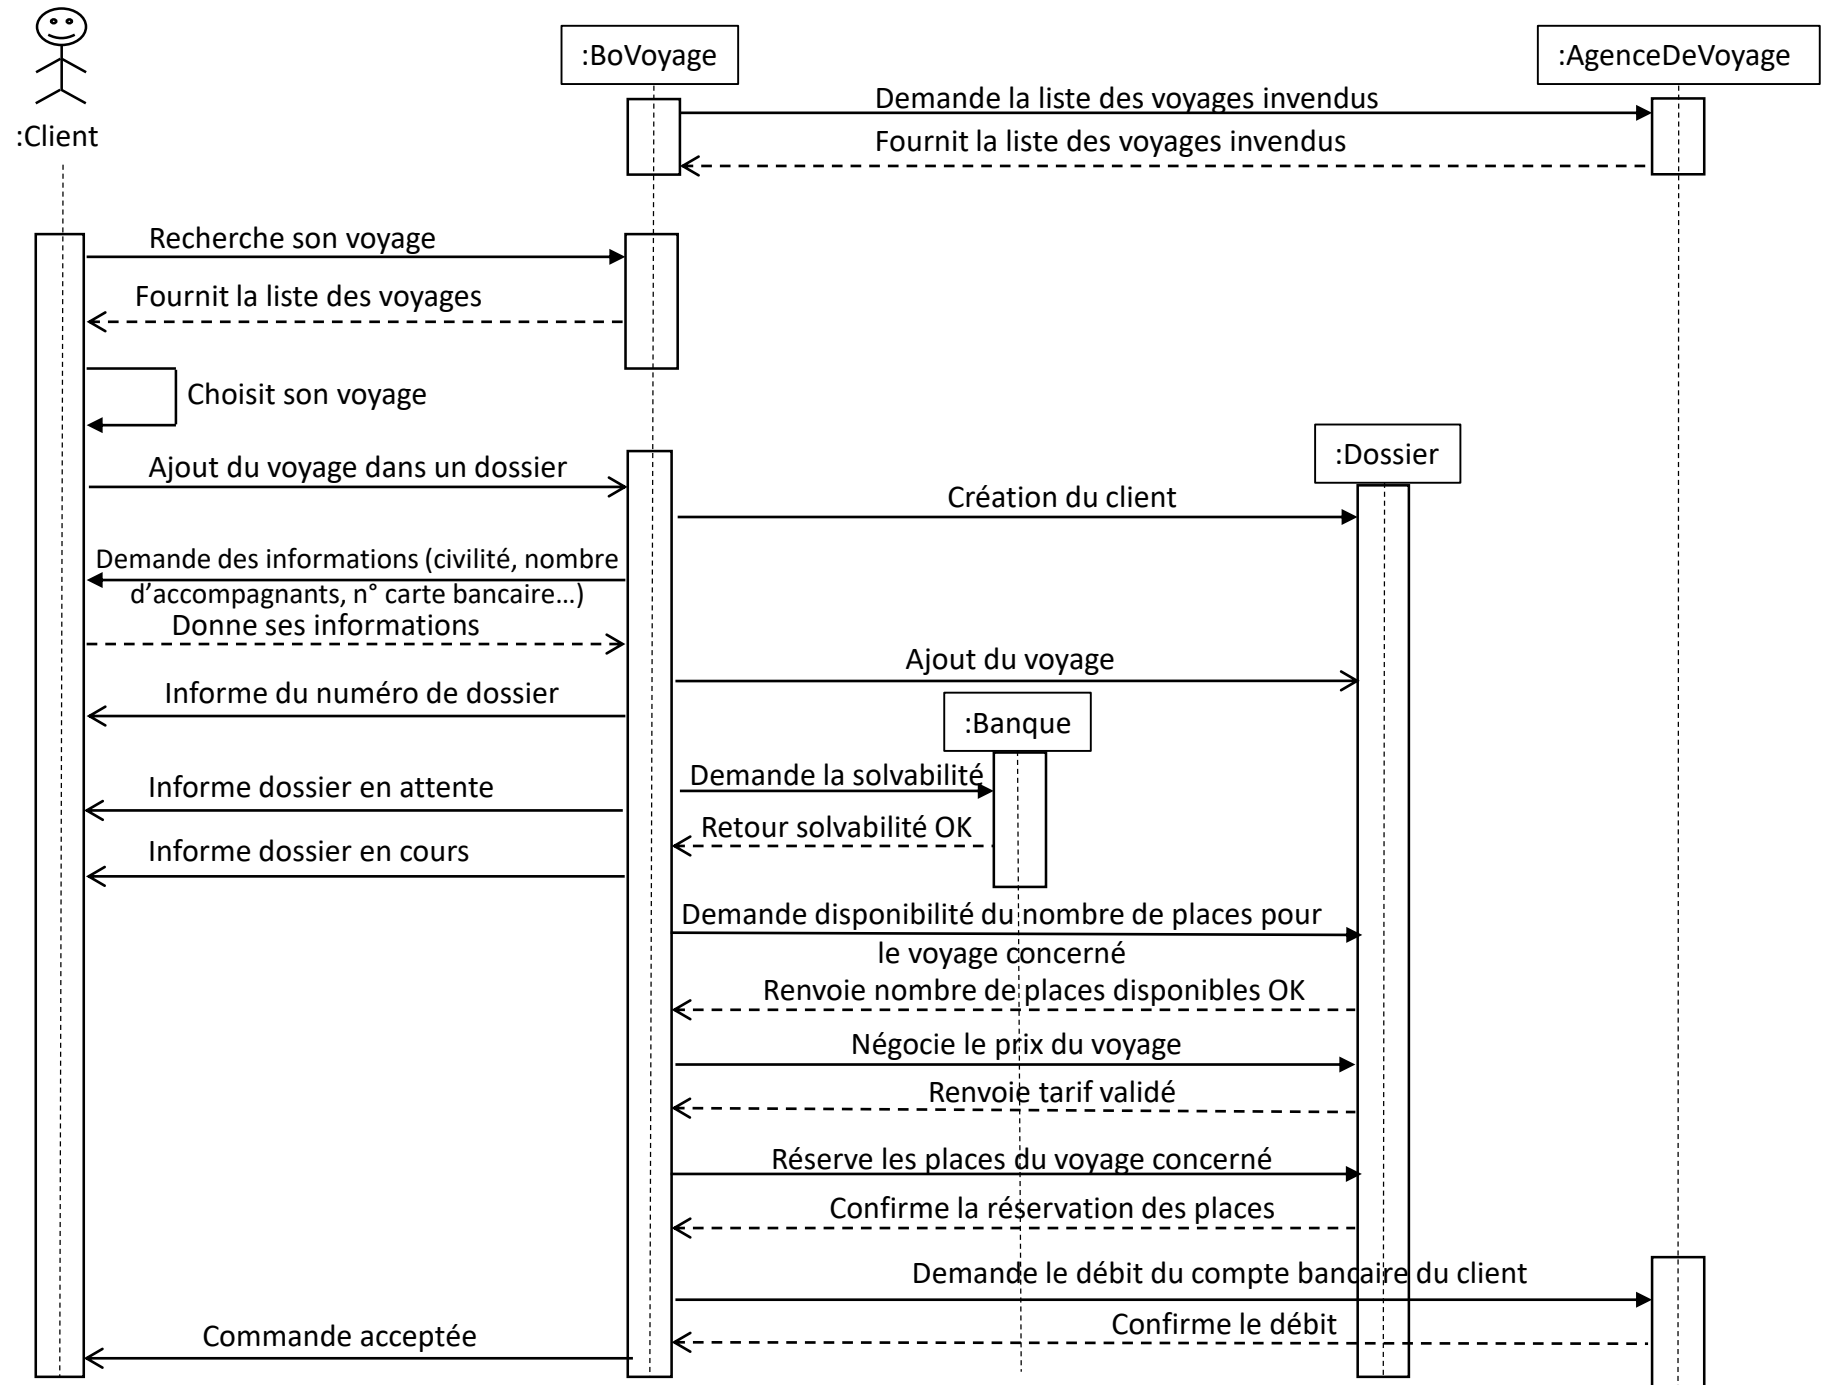 :BoVoyage
:AgenceDeVoyage
Demande la liste des voyages invendus
:Client
Fournit la liste des voyages invendus
Recherche son voyage
Fournit la liste des voyages
Choisit son voyage
:Dossier
Ajout du voyage dans un dossier
Création du client
Demande des informations (civilité, nombre
d’accompagnants, n° carte bancaire…)
Donne ses informations
Ajout du voyage
Informe du numéro de dossier
:Banque
Demande la solvabilité
Informe dossier en attente
Retour solvabilité OK
Informe dossier en cours
Demande disponibilité du nombre de places pour
le voyage concerné
Renvoie nombre de places disponibles OK
Négocie le prix du voyage
Renvoie tarif validé
Réserve les places du voyage concerné
Confirme la réservation des places
Demande le débit du compte bancaire du client
Confirme le débit
Commande acceptée